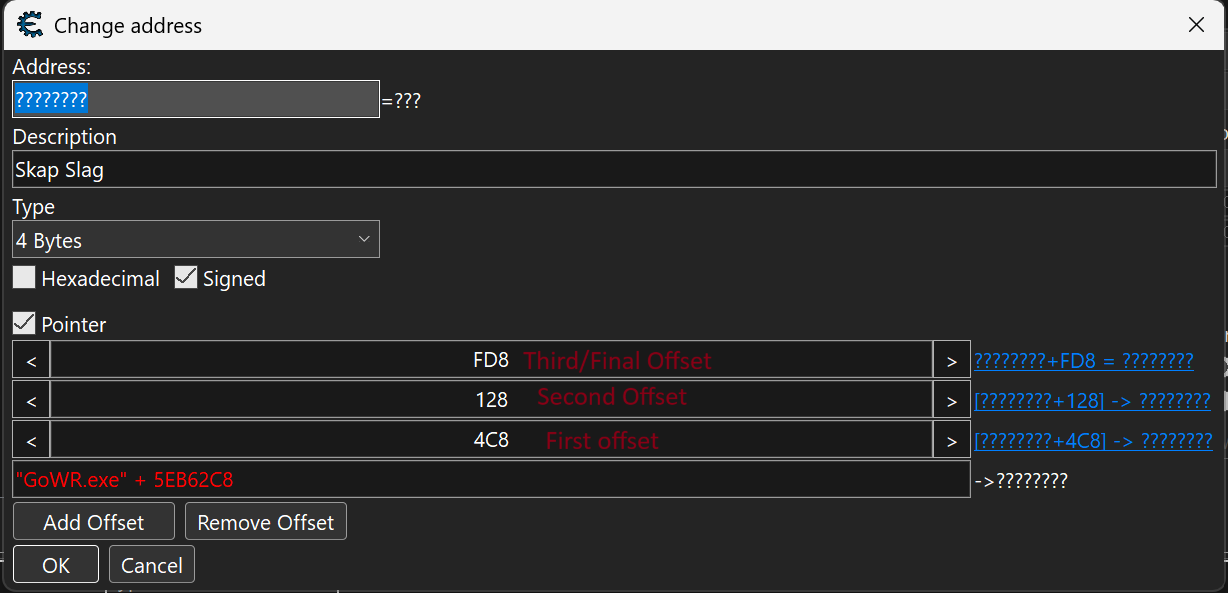 Change address
Address:
???????? =???
Description
Skap Slag
Type
4 Bytes
Hexadecimal Signed
Pointer
< FD8 Third/Final Offset > ????????+FD8 = ????????
< 128 Second Offset > [????????+128] -> ????????
< 4C8 First offset > [????????+4C8] -> ????????
"GoWR.exe" + 5EB62C8 ->????????
Add Offset Remove Offset
OK Cancel